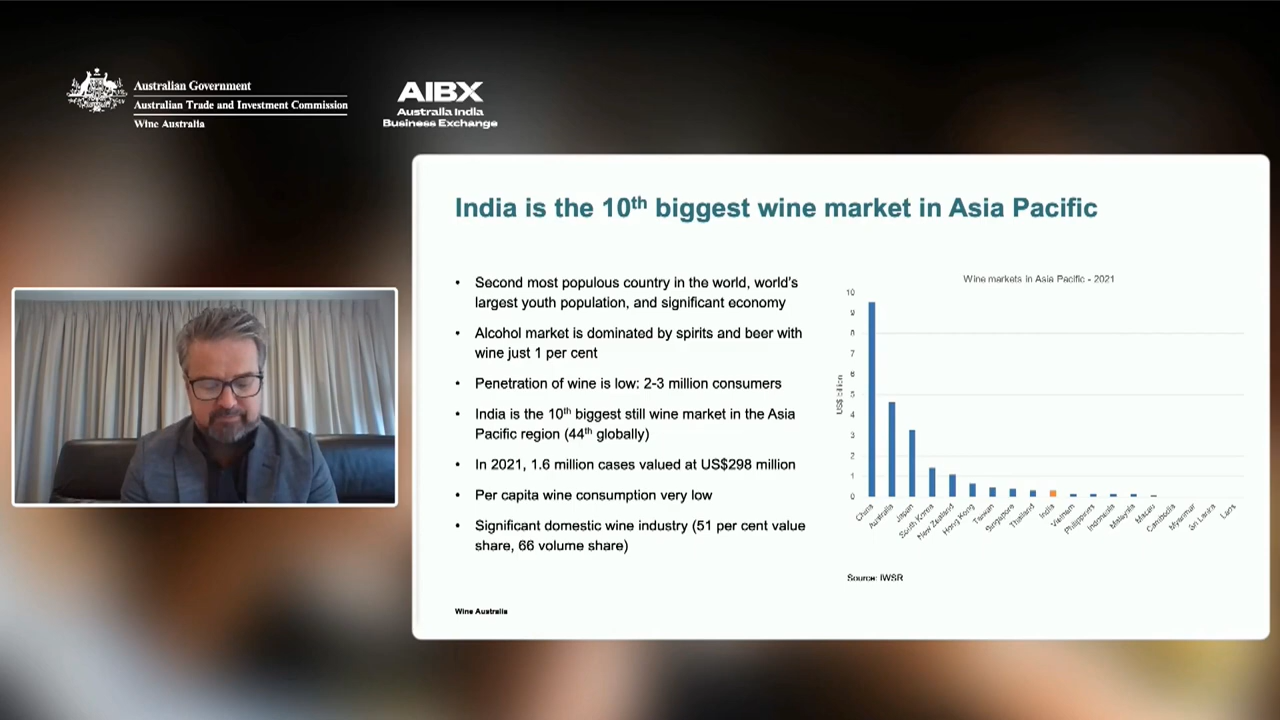 Australian Government
Australian Trade and Investment Commission
Wine Australia
AIBX
Australia India
Business Exchange
India is the 10th biggest wine market in Asia Pacific
• Second most populous country in the world, world's
largest youth population, and significant economy
• Alcohol market is dominated by spirits and beer with
wine just 1 per cent
• Penetration of wine is low: 2-3 million consumers
• India is the 10th biggest still wine market in the Asia
Pacific region (44th globally)
• In 2021, 1.6 million cases valued at US$298 million
• Per capita wine consumption very low
• Significant domestic wine industry (51 per cent value
share, 66 volume share)
Wine markets in Asia Pacific - 2021
US$ billion
10
9
8
7
6
5
4
3
2
1
0
China
Australia
Japan
South Korea
New Zealand
Hong Kong
Taiwan
Singapore
Thailand
India
Vietnam
Philippines
Indonesia
Malaysia
Macau
Cambodia
Myanmar
Sri Lanka
Laos
Source: IWSR
Wine Australia